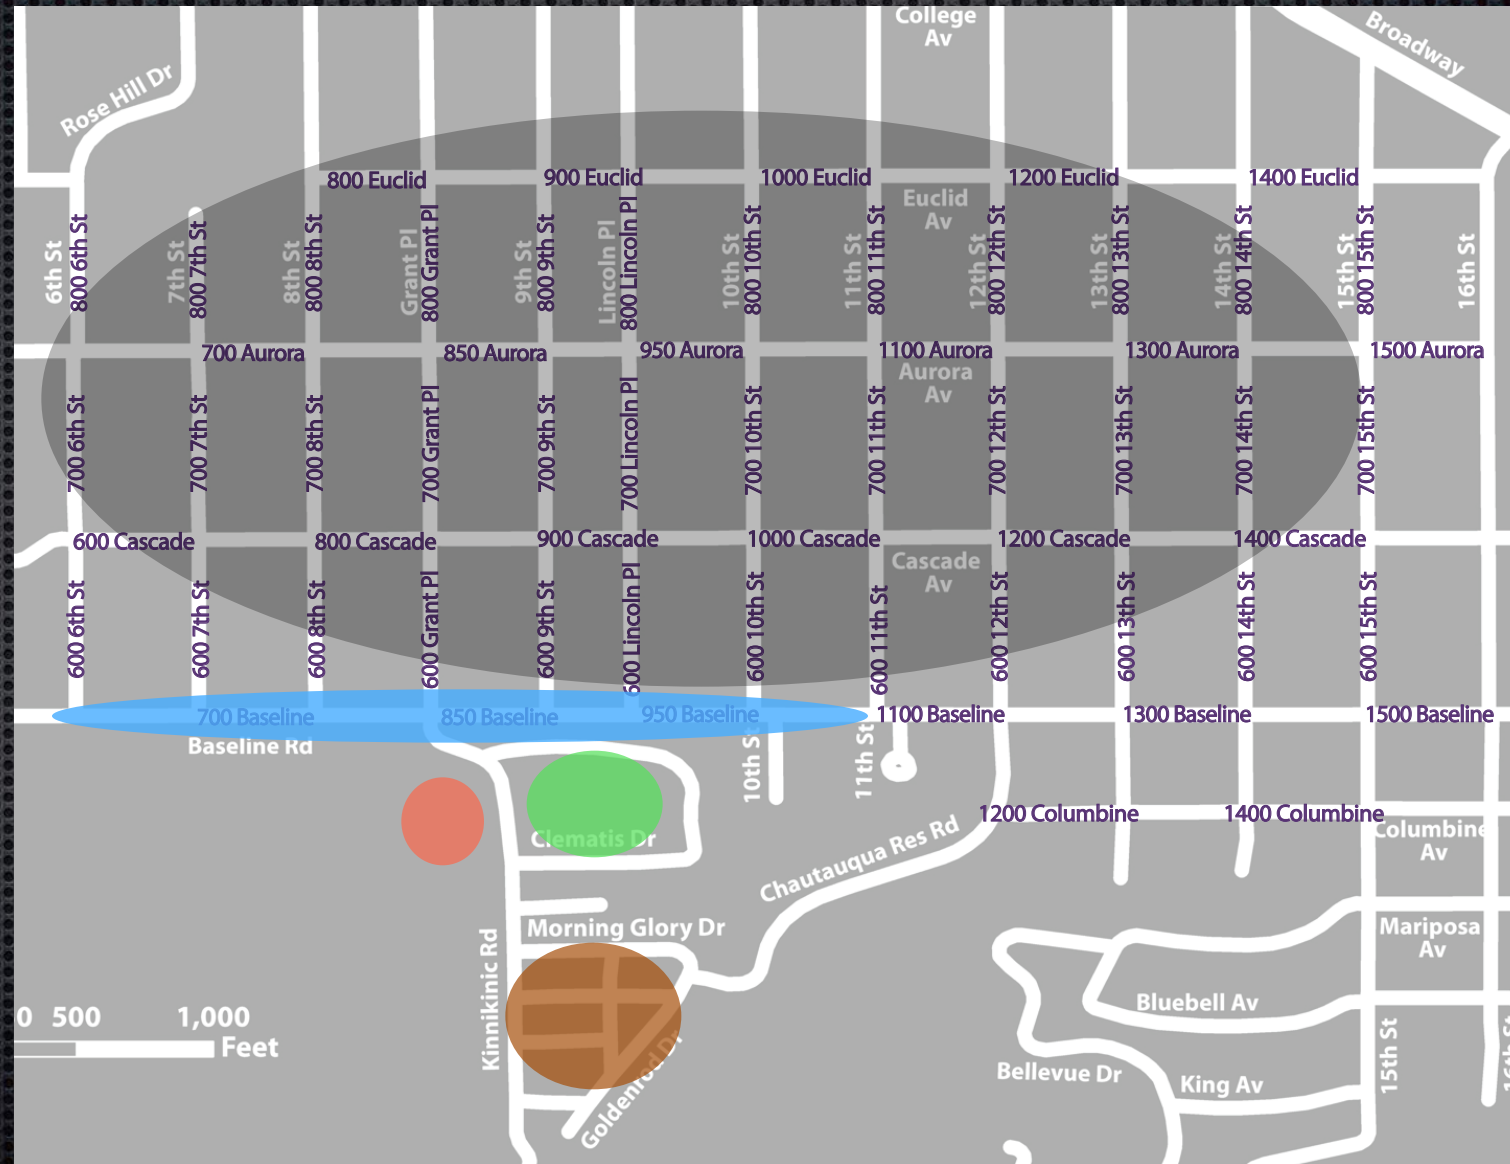 College
Av
Broadway
Rose Hill Dr
800 Euclid
900 Euclid
1000 Euclid
1200 Euclid
1400 Euclid
Euclid
Av
6th St
800 6th St
7th St
800 7th St
8th St
800 8th St
Grant Pl
800 Grant Pl
9th St
800 9th St
Lincoln Pl
800 Lincoln Pl
10th St
800 10th St
11th St
800 11th St
12th St
800 12th St
13th St
800 13th St
14th St
800 14th St
15th St
800 15th St
16th St
700 Aurora
850 Aurora
950 Aurora
1100 Aurora
1300 Aurora
1500 Aurora
Aurora
Av
700 6th St
700 7th St
700 8th St
700 Grant Pl
700 9th St
700 Lincoln Pl
700 10th St
700 11th St
700 12th St
700 13th St
700 14th St
700 15th St
600 Cascade
800 Cascade
900 Cascade
1000 Cascade
1200 Cascade
1400 Cascade
Cascade
Av
600 6th St
600 7th St
600 8th St
600 Grant Pl
600 9th St
600 Lincoln Pl
600 10th St
600 11th St
600 12th St
600 13th St
600 14th St
600 15th St
700 Baseline
850 Baseline
950 Baseline
1100 Baseline
1300 Baseline
1500 Baseline
Baseline Rd
10th St
11th St
1200 Columbine
1400 Columbine
Columbine
Av
Clematis Dr
Chautauqua Res Rd
Morning Glory Dr
Mariposa
Av
Kinnikinic Rd
Bluebell Av
0 500 1,000
Feet
Goldenrod Dr
Bellevue Dr
King Av
15th St
16th St